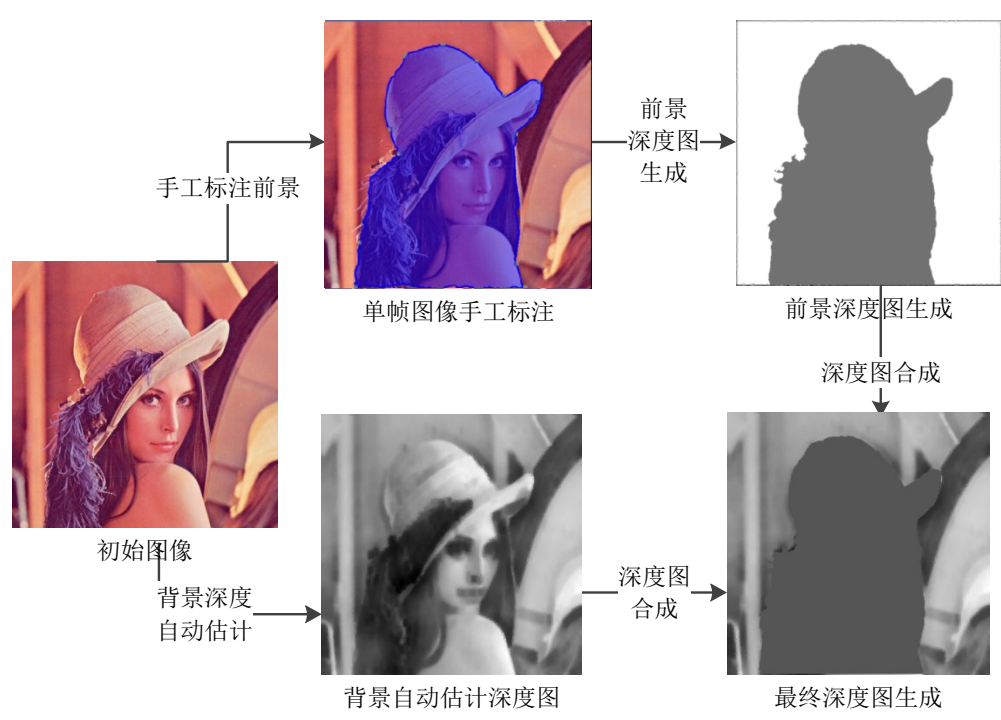 前景
深度图
生成
手工标注前景
单帧图像手工标注
前景深度图生成
深度图合成
初始图像
背景深度
自动估计
深度图
合成
背景自动估计深度图
最终深度图生成